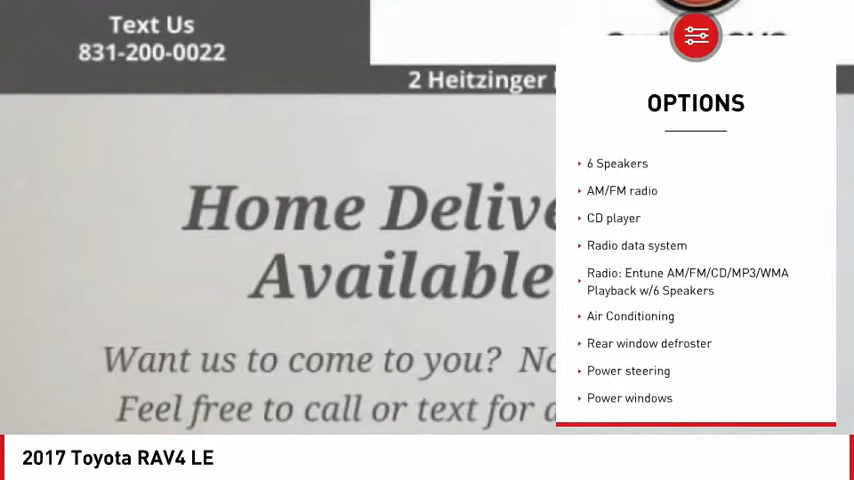 Text Us
831-200-0022
2 Heitzinger
Home Delive
Available
Want us to come to you? No
Feel free to call or text for a
OPTIONS
6 Speakers
AM/FM radio
CD player
Radio data system
Radio: Entune AM/FM/CD/MP3/WMA
Playback w/6 Speakers
Air Conditioning
Rear window defroster
Power steering
Power windows
2017 Toyota RAV4 LE